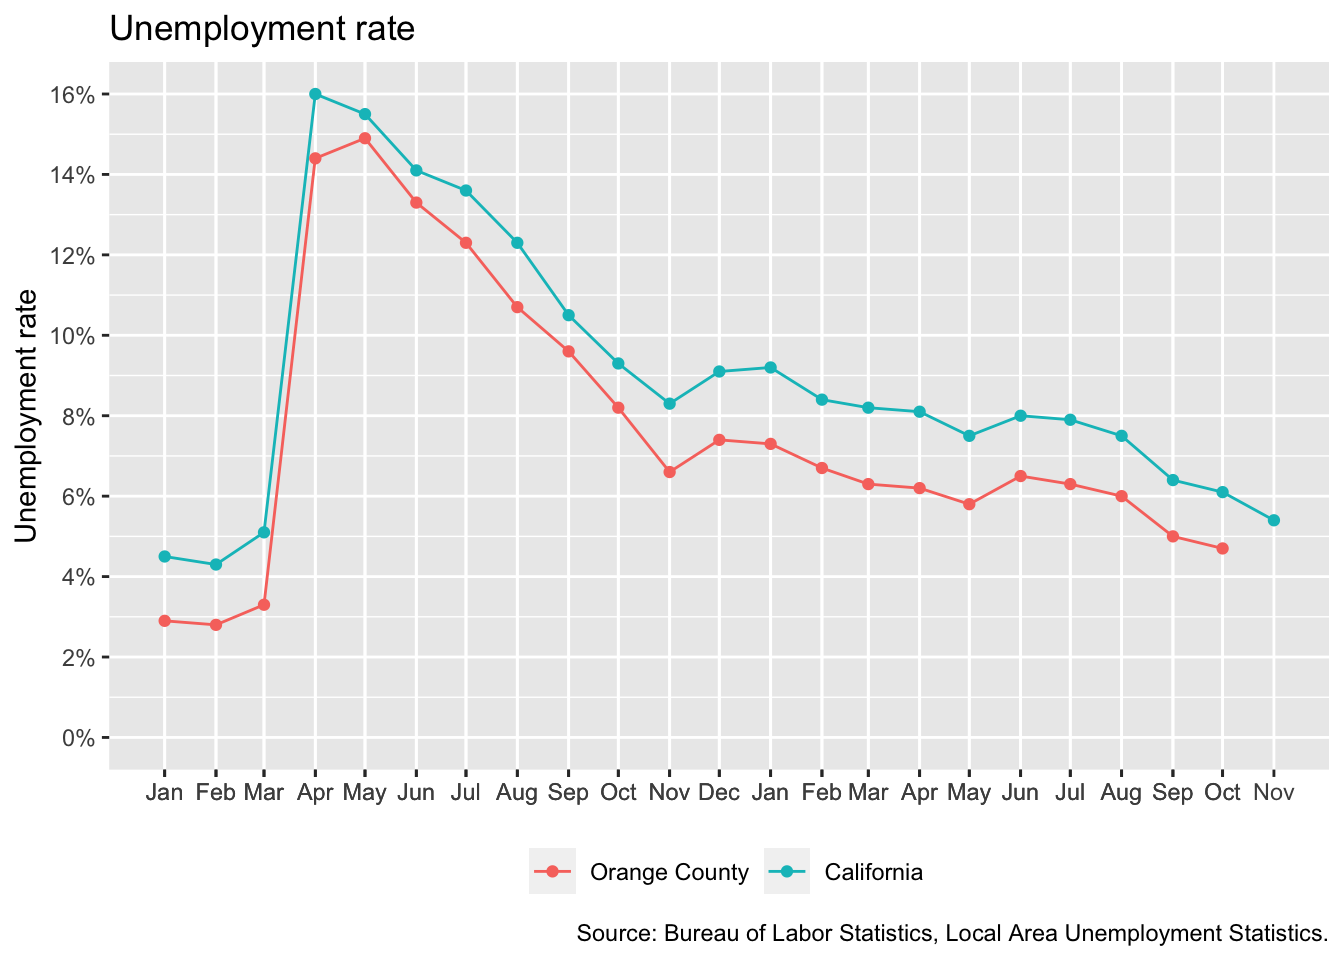 Unemployment rate
Unemployment rate
16%
14%
12%
10%
8%
6%
4%
2%
0%
Jan Feb Mar Apr May Jun Jul Aug Sep Oct Nov Dec Jan Feb Mar Apr May Jun Jul Aug Sep Oct Nov
Orange County California
Source: Bureau of Labor Statistics, Local Area Unemployment Statistics.